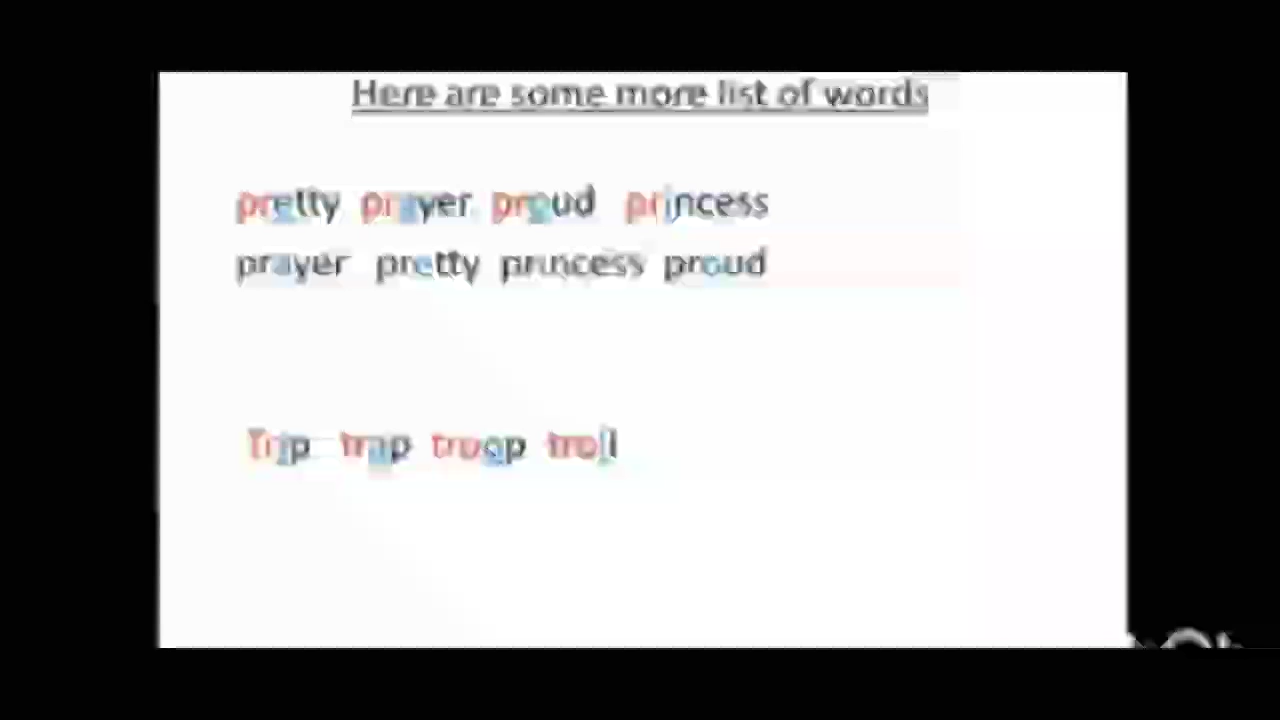 Here are some more list of words
pretty prayer proud princess
prayer pretty princess proud
Trip trap troop troll